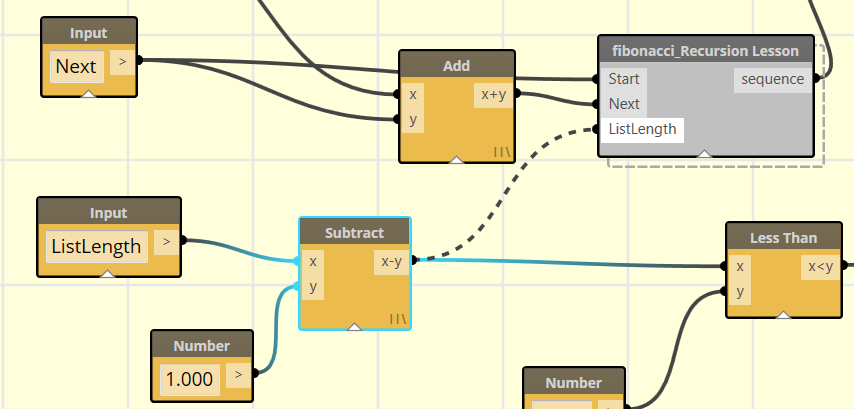 Input
Next >
Add
x x+y
y
||\
fibonacci_Recursion Lesson
Start sequence
Next
ListLength
Input
ListLength >
Subtract
x x-y
y
||\
Less Than
x x<y
y
Number
1.000 >
Number